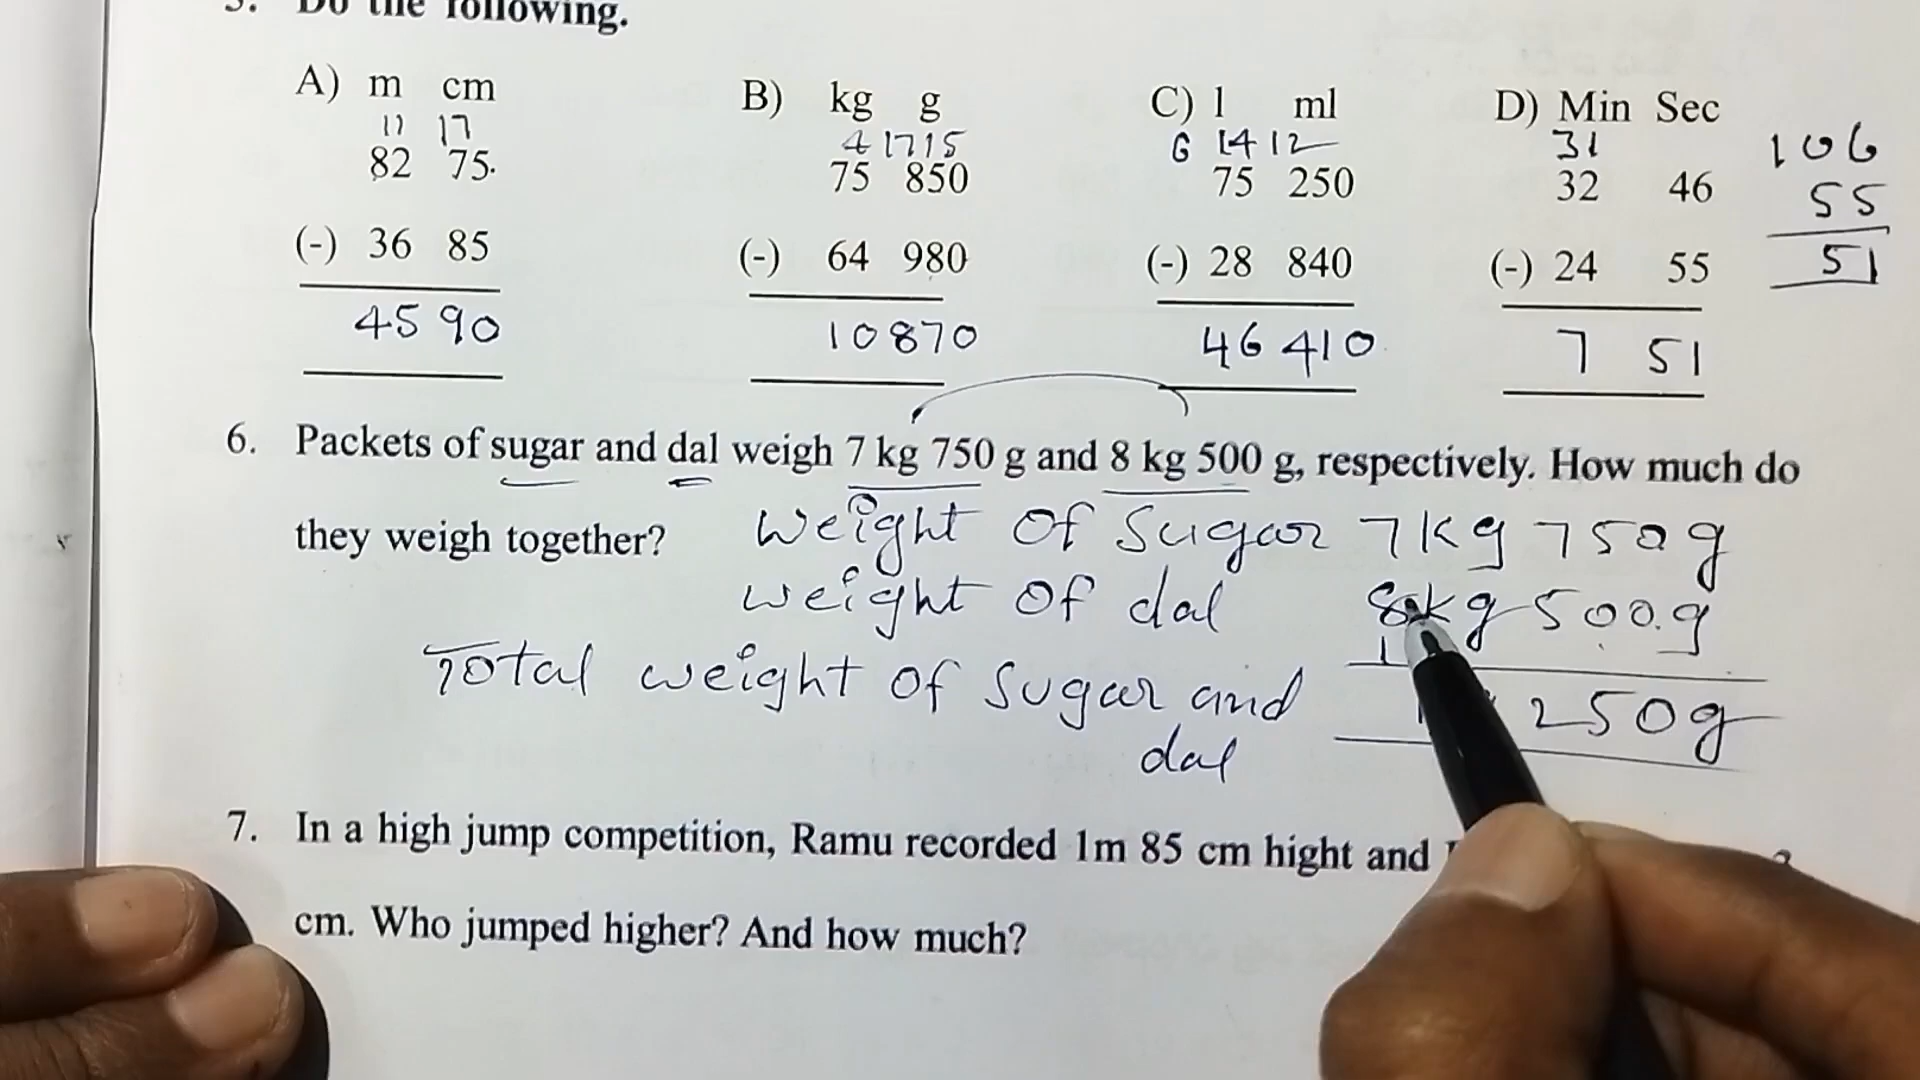 Do the following.
A) m cm
11 17
82 75.
(-) 36 85
45 90
B) kg g
4 17 15
75 850
(-) 64 980
10 870
C) l ml
6 14 12
75 250
(-) 28 840
46 410
D) Min Sec
31
32 46
(-) 24 55
7 51
106
55
51
6. Packets of sugar and dal weigh 7 kg 750 g and 8 kg 500 g, respectively. How much do
they weigh together?
Weight of Sugar 7kg 750g
weight of dal 8kg 500g
1
Total weight of Sugar and 250g
dal
7. In a high jump competition, Ramu recorded 1m 85 cm hight and
cm. Who jumped higher? And how much?